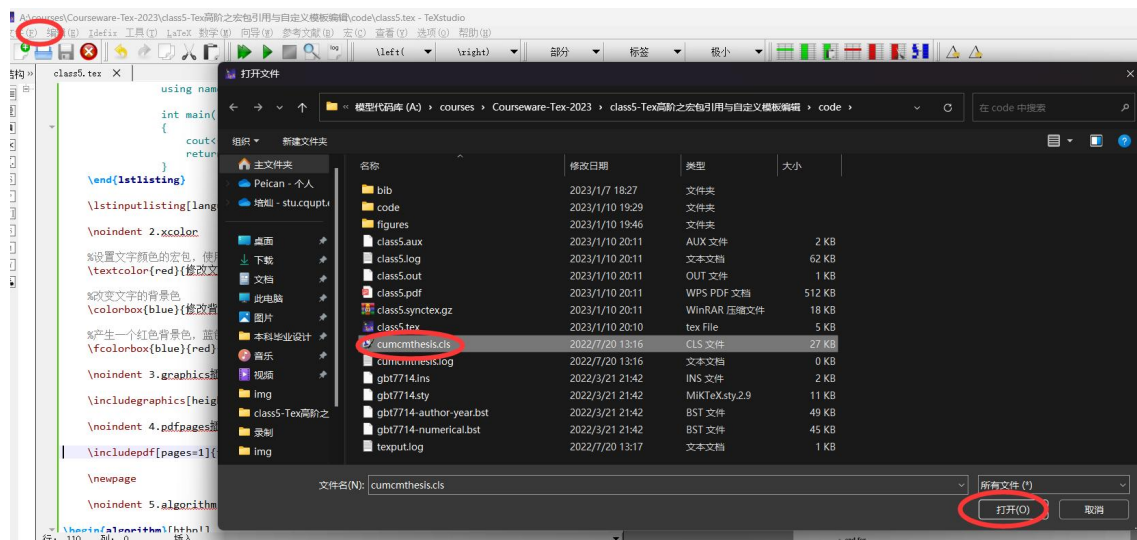 A:\courses\Courseware-Tex-2023\class5-Tex高阶之宏包引用与自定义模板编辑\code\class5.tex - TeXstudio
编辑(E) Idefix 工具(T) LaTeX 数学(M) 向导(W) 参考文献(B) 宏(C) 查看(V) 选项(O) 帮助(H)
\left( \right) 部分 标签 极小
结构 class5.tex X
using nam
int main(
{
cout<
retur
}
\end{lstlisting}
\lstinputlisting[lang
\noindent 2.xcolor
%设置文字颜色的宏包，使
\textcolor{red}{修改文
%改变文字的背景色
\colorbox{blue}{修改背
%产生一个红色背景色，蓝
\fcolorbox{blue}{red}
\noindent 3.graphics插
\includegraphics[heig
\noindent 4.pdfpages插
\includepdf[pages=1]{
\newpage
\noindent 5.algorithm
\begin{algorithm}[htbp!]
行: 110 列: 0 插入
打开文件
« 模型代码库 (A:) › courses › Courseware-Tex-2023 › class5-Tex高阶之宏包引用与自定义模板编辑 › code ›
在 code 中搜索
组织 新建文件夹
主文件夹
Peican - 个人
培灿 - stu.cqupt.e
桌面
下载
文档
此电脑
图片
本科毕业设计
音乐
视频
img
class5-Tex高阶之
录制
img
名称 修改日期 类型 大小
bib 2023/1/7 18:27 文件夹
code 2023/1/10 19:29 文件夹
figures 2023/1/10 19:46 文件夹
class5.aux 2023/1/10 20:11 AUX 文件 2 KB
class5.log 2023/1/10 20:11 文本文档 62 KB
class5.out 2023/1/10 20:11 OUT 文件 1 KB
class5.pdf 2023/1/10 20:11 WPS PDF 文档 512 KB
class5.synctex.gz 2023/1/10 20:11 WinRAR 压缩文件 18 KB
class5.tex 2023/1/10 20:10 tex File 5 KB
cumcmthesis.cls 2022/7/20 13:16 CLS 文件 27 KB
cumcmthesis.log 2022/7/20 13:16 文本文档 0 KB
gbt7714.ins 2022/3/21 21:42 INS 文件 2 KB
gbt7714.sty 2022/3/21 21:42 MiKTeX.sty.2.9 11 KB
gbt7714-author-year.bst 2022/3/21 21:42 BST 文件 49 KB
gbt7714-numerical.bst 2022/3/21 21:42 BST 文件 45 KB
texput.log 2022/7/20 13:17 文本文档 1 KB
文件名(N): cumcmthesis.cls 所有文件 (*)
打开(O) 取消